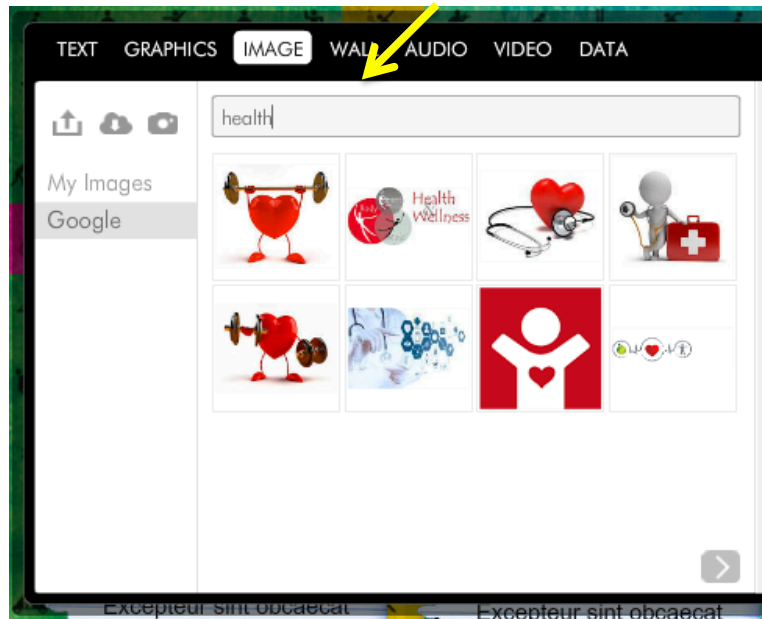 TEXT GRAPHICS IMAGE WALL AUDIO VIDEO DATA
health
My Images
Google
Health
Wellness
Excepteur sint obcaecat
Excepteur sint obcaecat